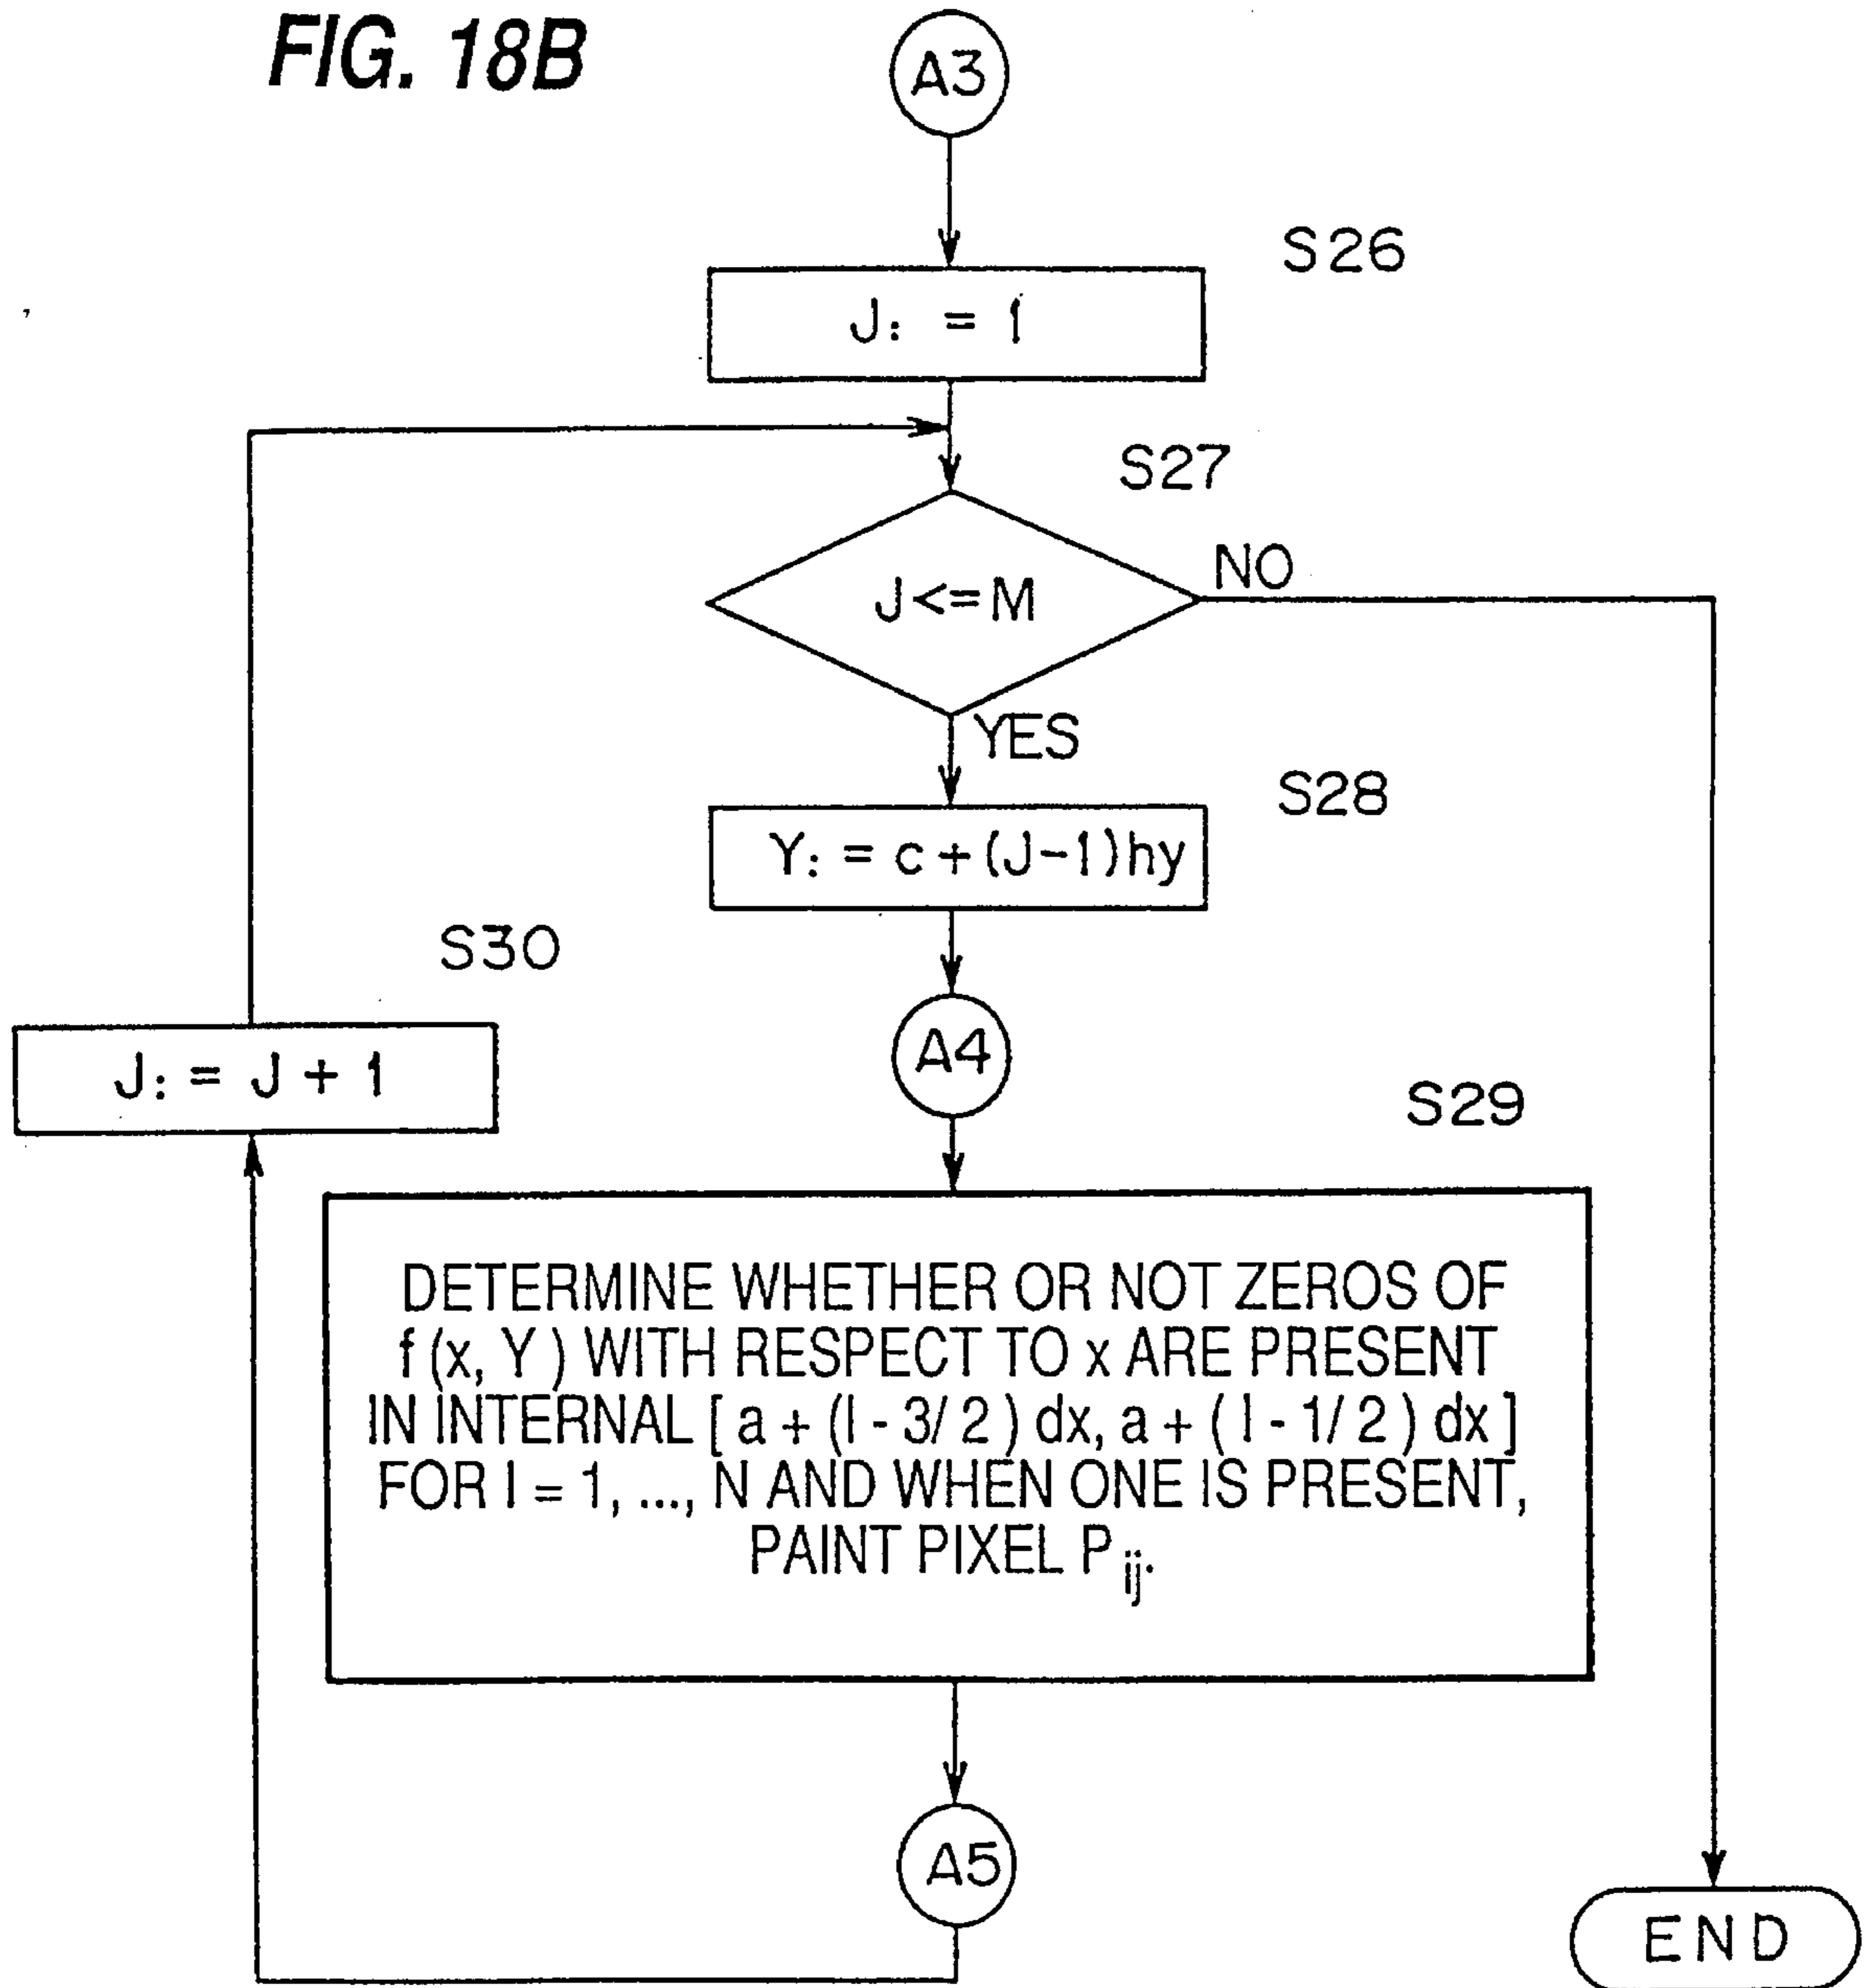 FIG. 18B
A3
S26
J: = 1
S27
J<=M
NO
YES
S28
Y: = c+(J-1)hy
S30
A4
J: = J + 1
S29
DETERMINE WHETHER OR NOT ZEROS OF
f (x, Y) WITH RESPECT TO x ARE PRESENT
IN INTERNAL [ a + (I - 3/2 ) dx, a + ( I - 1/2 ) dx ]
FOR I = 1, ..., N AND WHEN ONE IS PRESENT,
PAINT PIXEL P ij.
A5
END